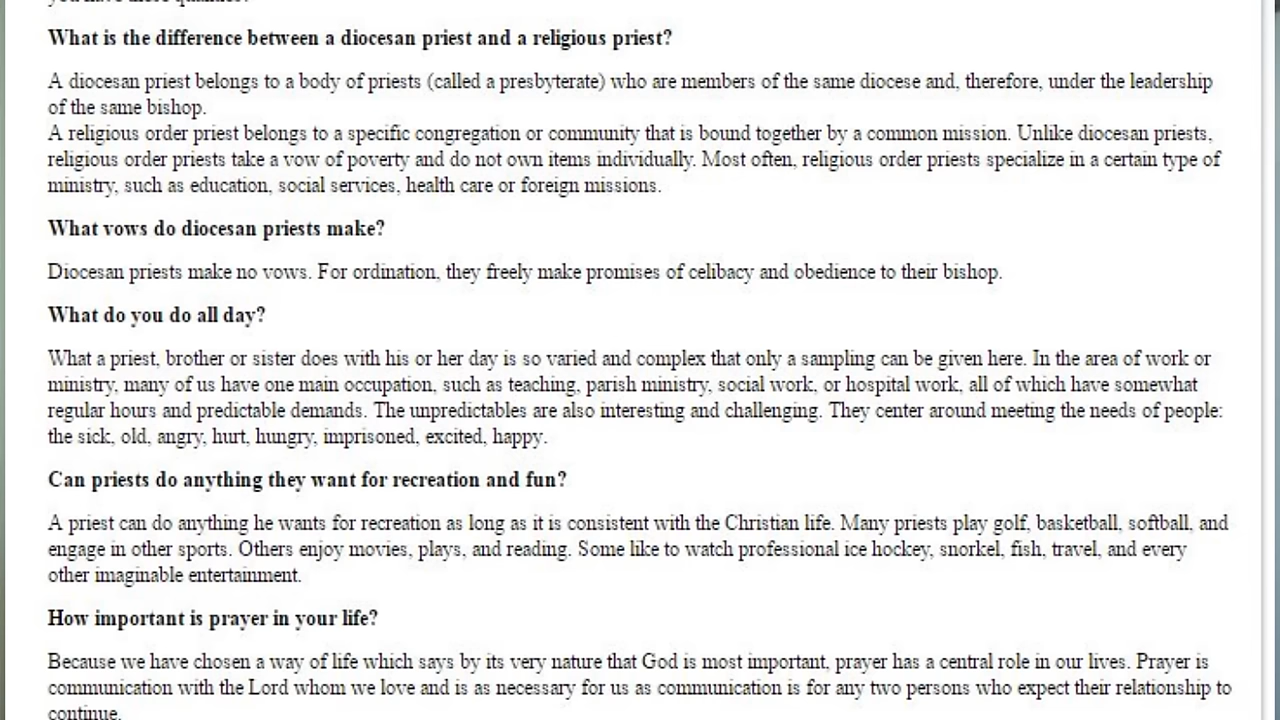 What is the difference between a diocesan priest and a religious priest?
A diocesan priest belongs to a body of priests (called a presbyterate) who are members of the same diocese and, therefore, under the leadership
of the same bishop.
A religious order priest belongs to a specific congregation or community that is bound together by a common mission. Unlike diocesan priests,
religious order priests take a vow of poverty and do not own items individually. Most often, religious order priests specialize in a certain type of
ministry, such as education, social services, health care or foreign missions.
What vows do diocesan priests make?
Diocesan priests make no vows. For ordination, they freely make promises of celibacy and obedience to their bishop.
What do you do all day?
What a priest, brother or sister does with his or her day is so varied and complex that only a sampling can be given here. In the area of work or
ministry, many of us have one main occupation, such as teaching, parish ministry, social work, or hospital work, all of which have somewhat
regular hours and predictable demands. The unpredictables are also interesting and challenging. They center around meeting the needs of people:
the sick, old, angry, hurt, hungry, imprisoned, excited, happy.
Can priests do anything they want for recreation and fun?
A priest can do anything he wants for recreation as long as it is consistent with the Christian life. Many priests play golf, basketball, softball, and
engage in other sports. Others enjoy movies, plays, and reading. Some like to watch professional ice hockey, snorkel, fish, travel, and every
other imaginable entertainment.
How important is prayer in your life?
Because we have chosen a way of life which says by its very nature that God is most important, prayer has a central role in our lives. Prayer is
communication with the Lord whom we love and is as necessary for us as communication is for any two persons who expect their relationship to
continue.